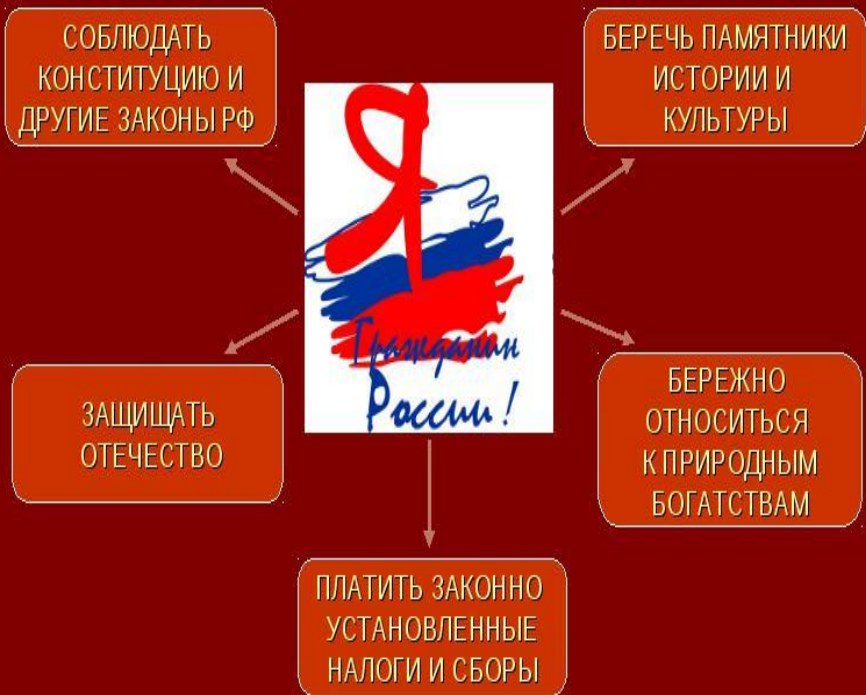 СОБЛЮДАТЬ
КОНСТИТУЦИЮ И
ДРУГИЕ ЗАКОНЫ РФ
БЕРЕЧЬ ПАМЯТНИКИ
ИСТОРИИ И
КУЛЬТУРЫ
Я
Гражданин
России!
ЗАЩИЩАТЬ
ОТЕЧЕСТВО
БЕРЕЖНО
ОТНОСИТЬСЯ
К ПРИРОДНЫМ
БОГАТСТВАМ
ПЛАТИТЬ ЗАКОННО
УСТАНОВЛЕННЫЕ
НАЛОГИ И СБОРЫ